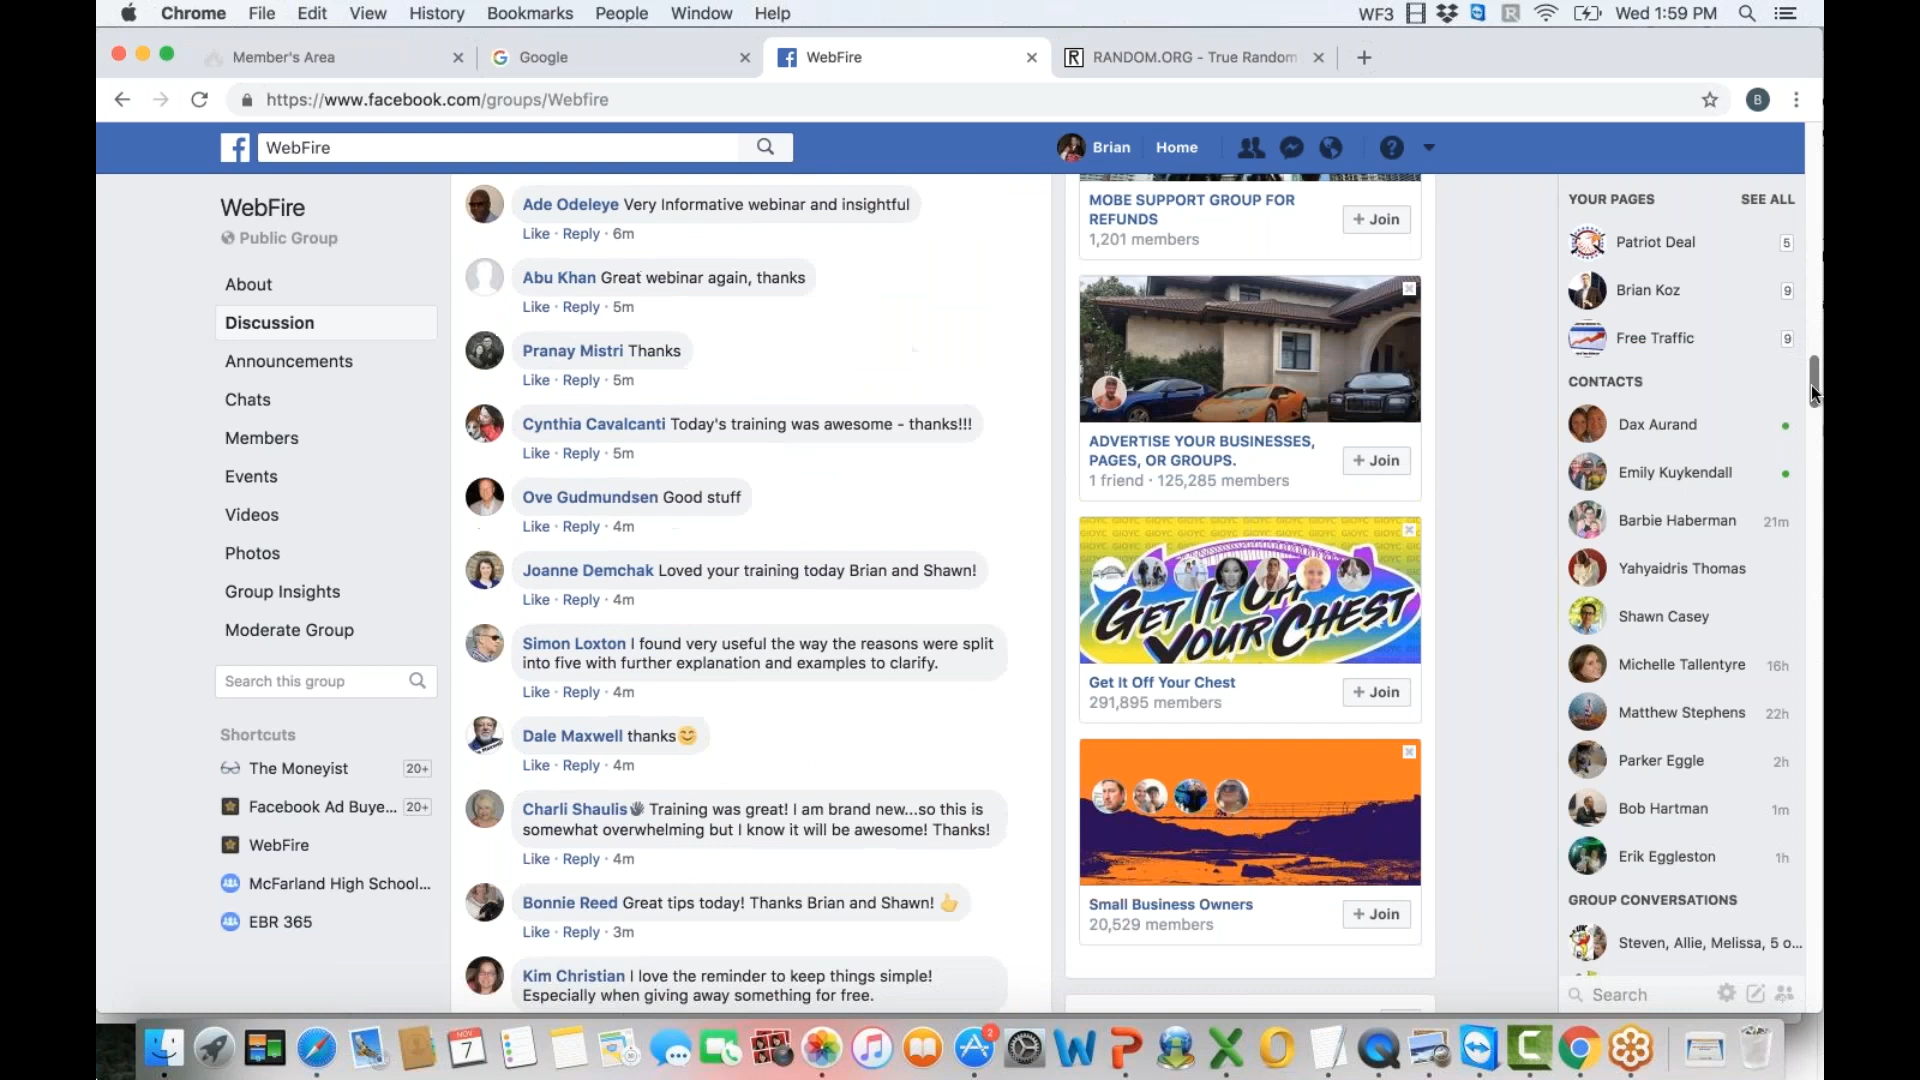 Chrome File Edit View History Bookmarks People Window Help
WF3 Wed 1:59 PM
Member's Area
Google
WebFire
RANDOM.ORG - True Random
https://www.facebook.com/groups/Webfire
B
WebFire
Brian Home
WebFire
Public Group
About
Discussion
Announcements
Chats
Members
Events
Videos
Photos
Group Insights
Moderate Group
Search this group
Shortcuts
The Moneyist 20+
Facebook Ad Buye... 20+
WebFire
McFarland High School...
EBR 365
Ade Odeleye Very Informative webinar and insightful
Like · Reply · 6m
Abu Khan Great webinar again, thanks
Like · Reply · 5m
Pranay Mistri Thanks
Like · Reply · 5m
Cynthia Cavalcanti Today's training was awesome - thanks!!!
Like · Reply · 5m
Ove Gudmundsen Good stuff
Like · Reply · 4m
Joanne Demchak Loved your training today Brian and Shawn!
Like · Reply · 4m
Simon Loxton I found very useful the way the reasons were split
into five with further explanation and examples to clarify.
Like · Reply · 4m
Dale Maxwell thanks😊
Like · Reply · 4m
Charli Shaulis Training was great! I am brand new...so this is
somewhat overwhelming but I know it will be awesome! Thanks!
Like · Reply · 4m
Bonnie Reed Great tips today! Thanks Brian and Shawn! 👍
Like · Reply · 3m
Kim Christian I love the reminder to keep things simple!
Especially when giving away something for free.
MOBE SUPPORT GROUP FOR
REFUNDS
1,201 members
+ Join
ADVERTISE YOUR BUSINESSES,
PAGES, OR GROUPS.
1 friend · 125,285 members
+ Join
GET IT OFF
YOUR CHEST
Get It Off Your Chest
291,895 members
+ Join
Small Business Owners
20,529 members
+ Join
YOUR PAGES SEE ALL
Patriot Deal 5
Brian Koz 9
Free Traffic 9
CONTACTS
Dax Aurand
Emily Kuykendall
Barbie Haberman 21m
Yahyaidris Thomas
Shawn Casey
Michelle Tallentyre 16h
Matthew Stephens 22h
Parker Eggle 2h
Bob Hartman 1m
Erik Eggleston 1h
GROUP CONVERSATIONS
Steven, Allie, Melissa, 5 o...
Search
NOV
7
2